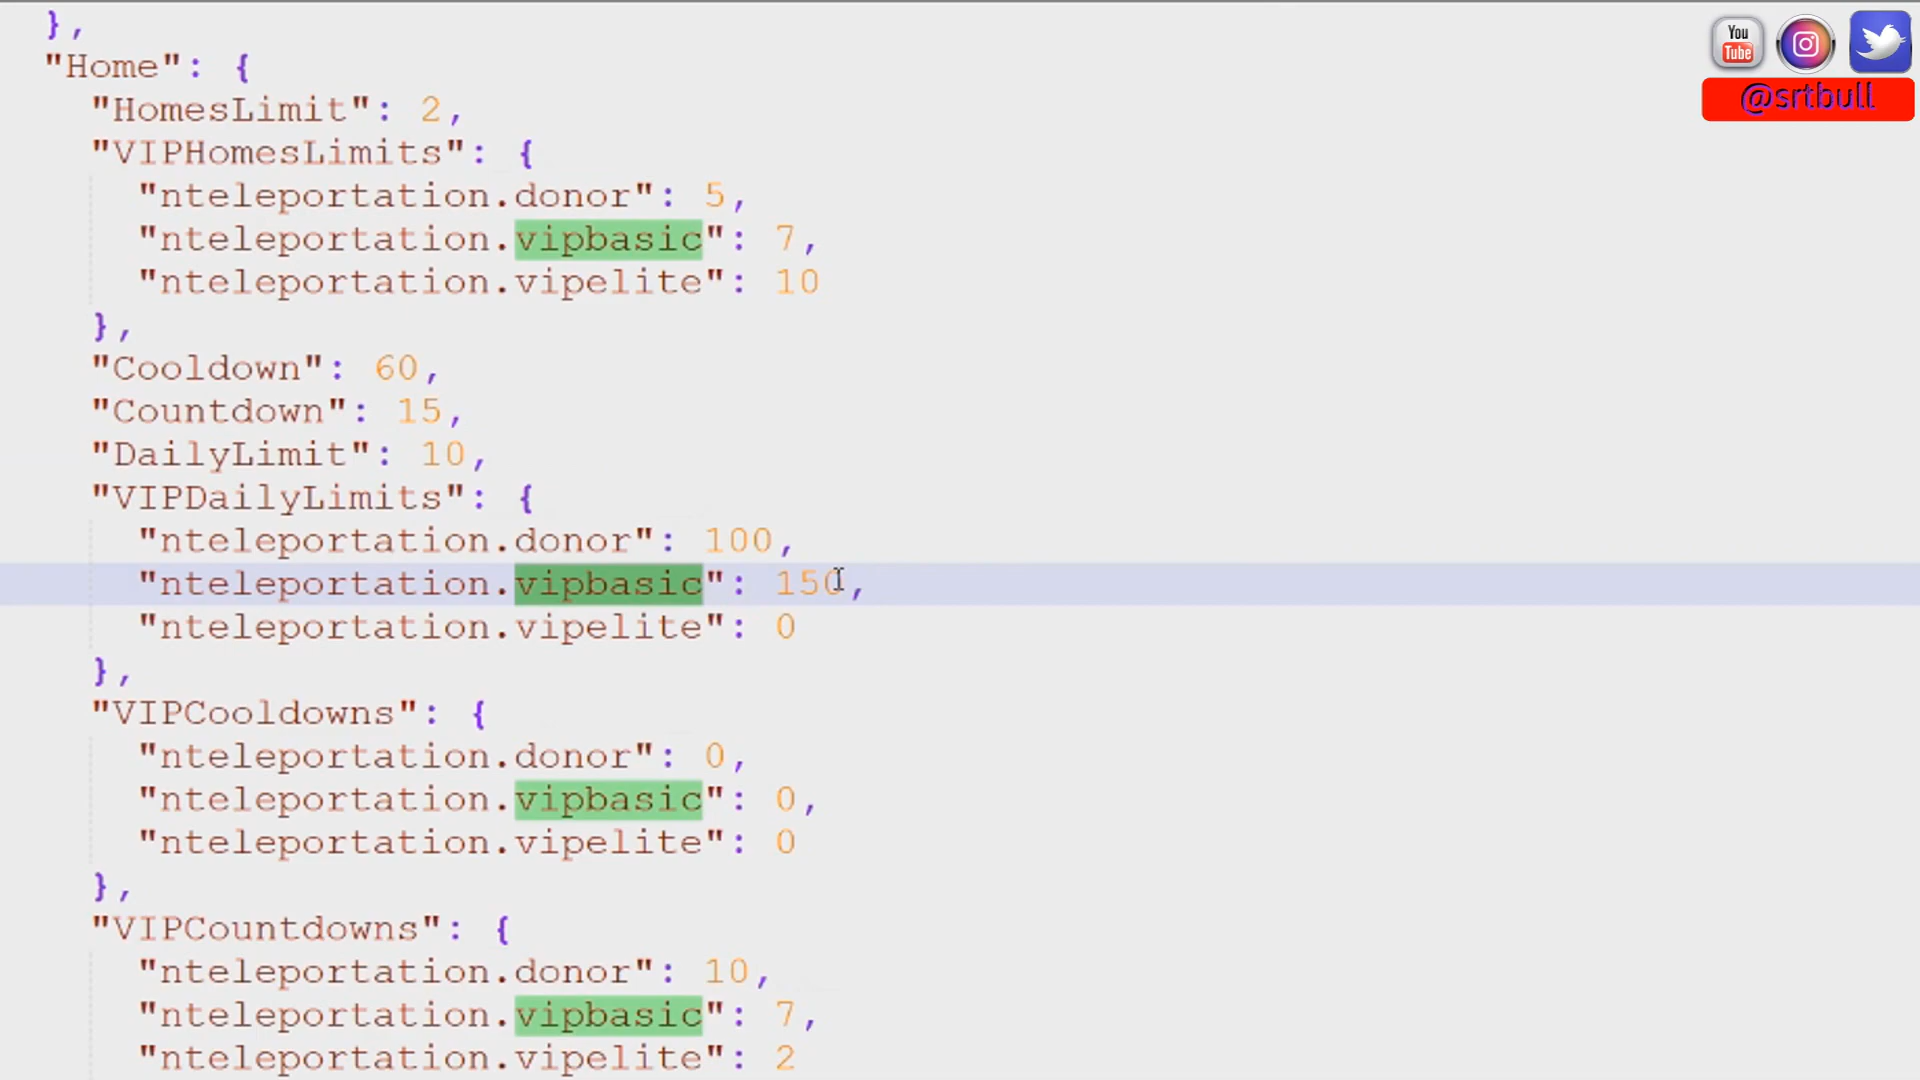 },
"Home": {
"HomesLimit": 2,
"VIPHomesLimits": {
"nteleportation.donor": 5,
"nteleportation.vipbasic": 7,
"nteleportation.vipelite": 10
},
"Cooldown": 60,
"Countdown": 15,
"DailyLimit": 10,
"VIPDailyLimits": {
"nteleportation.donor": 100,
"nteleportation.vipbasic": 150,
"nteleportation.vipelite": 0
},
"VIPCooldowns": {
"nteleportation.donor": 0,
"nteleportation.vipbasic": 0,
"nteleportation.vipelite": 0
},
"VIPCountdowns": {
"nteleportation.donor": 10,
"nteleportation.vipbasic": 7,
"nteleportation.vipelite": 2
You
Tube
@srtbull